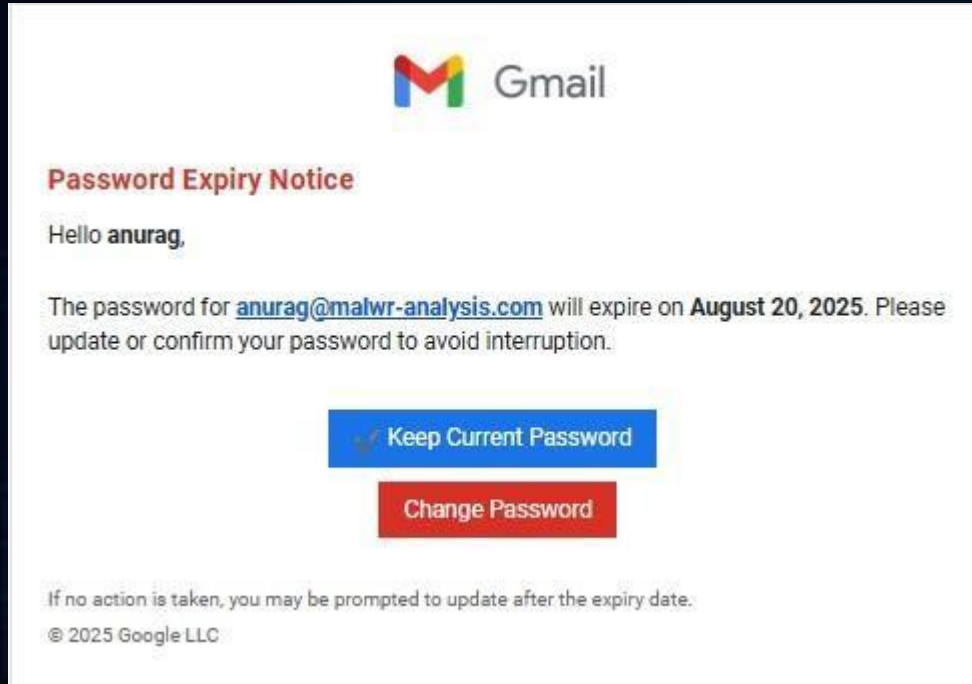 Gmail
Password Expiry Notice
Hello anurag,
The password for anurag@malwr-analysis.com will expire on August 20, 2025. Please
update or confirm your password to avoid interruption.
✔ Keep Current Password
Change Password
If no action is taken, you may be prompted to update after the expiry date.
© 2025 Google LLC